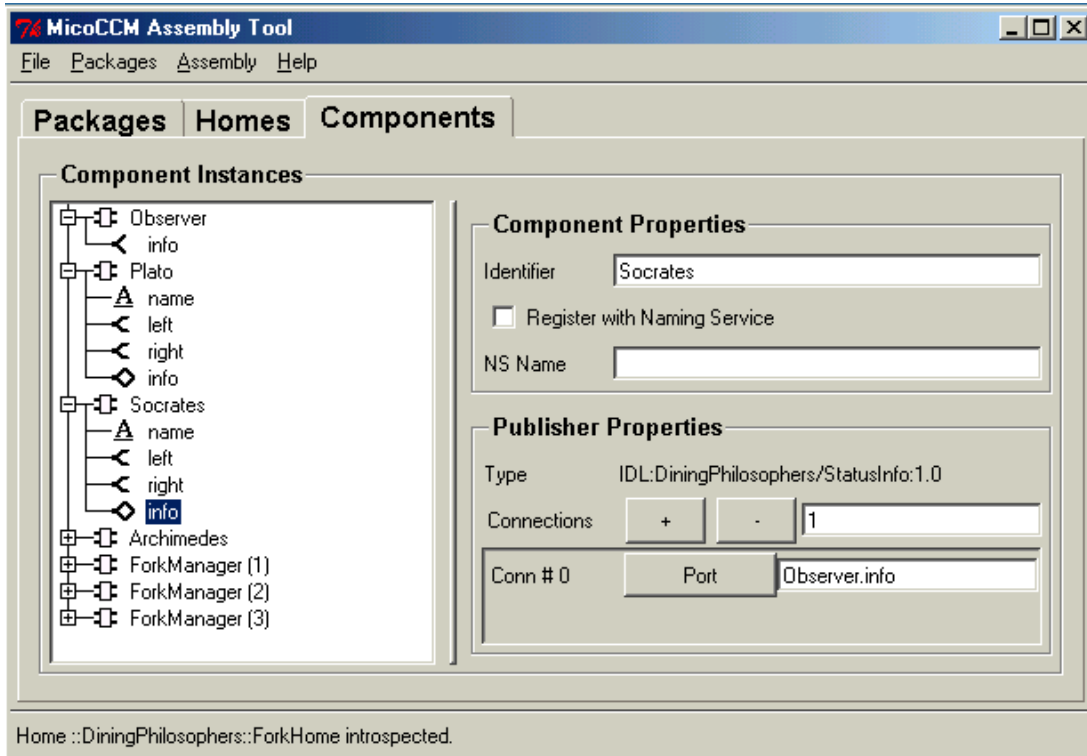 MicoCCM Assembly Tool
File Packages Assembly Help
Packages Homes Components
Component Instances
Observer
info
Plato
A name
left
right
info
Socrates
A name
left
right
info
Archimedes
ForkManager (1)
ForkManager (2)
ForkManager (3)
Component Properties
Identifier Socrates
Register with Naming Service
NS Name
Publisher Properties
Type IDL:DiningPhilosophers/StatusInfo:1.0
Connections + - 1
Conn # 0 Port Observer.info
Home ::DiningPhilosophers::ForkHome introspected.